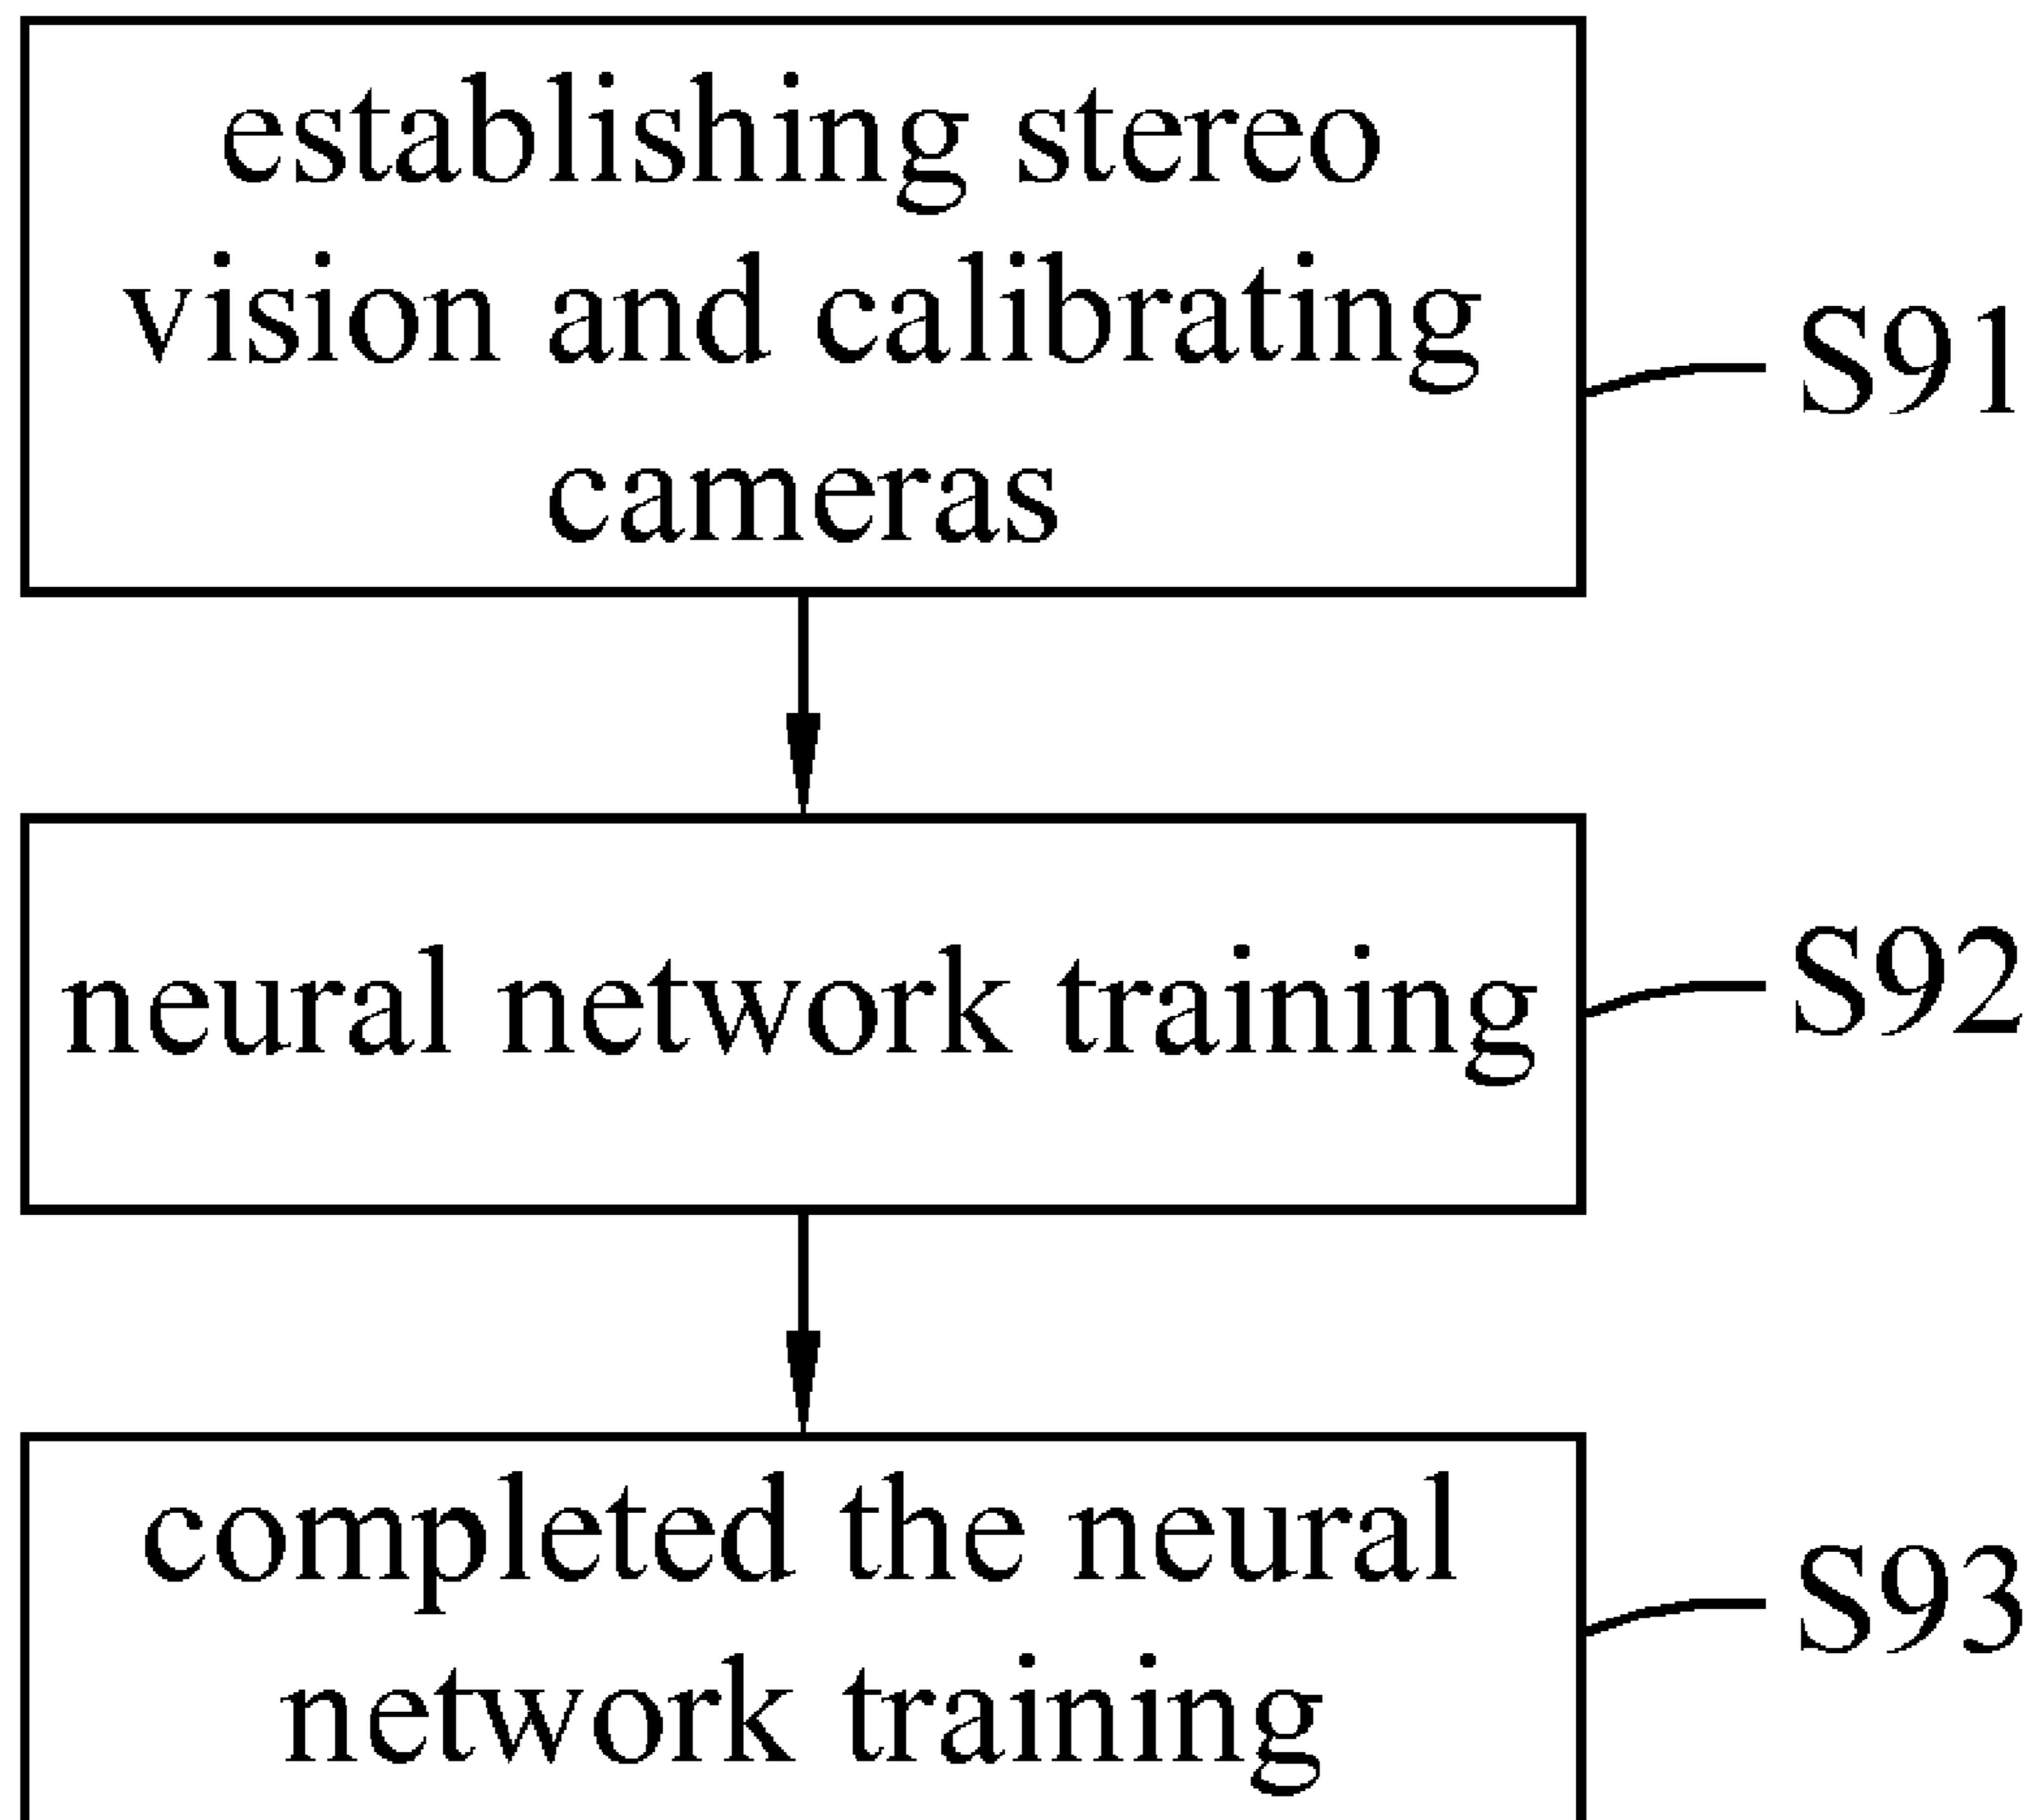 establishing stereo
vision and calibrating
cameras
S91
neural network training
S92
completed the neural
network training
S93